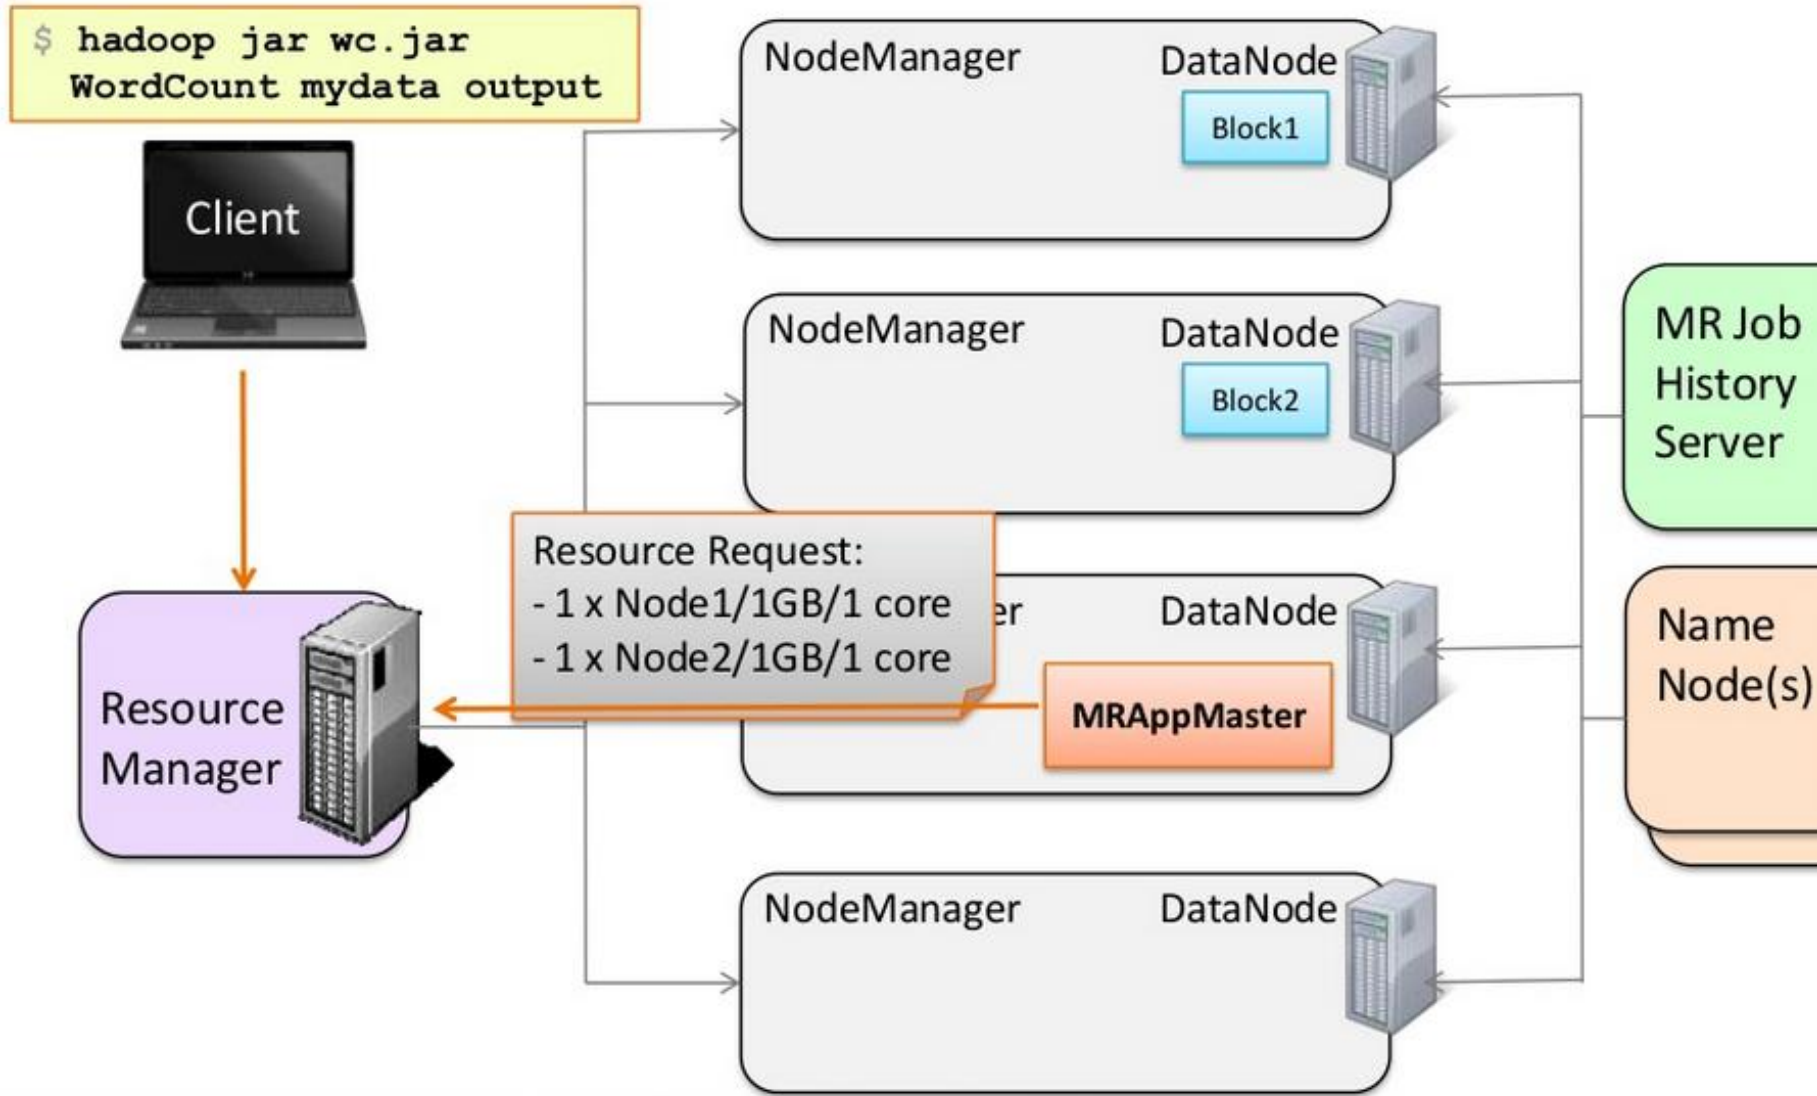 $ hadoop jar wc.jar
WordCount mydata output
Client
Resource
Manager
NodeManager
DataNode
Block1
NodeManager
DataNode
Block2
Resource Request:
- 1 x Node1/1GB/1 core
- 1 x Node2/1GB/1 core
er
DataNode
MRAppMaster
NodeManager
DataNode
MR Job
History
Server
Name
Node(s)